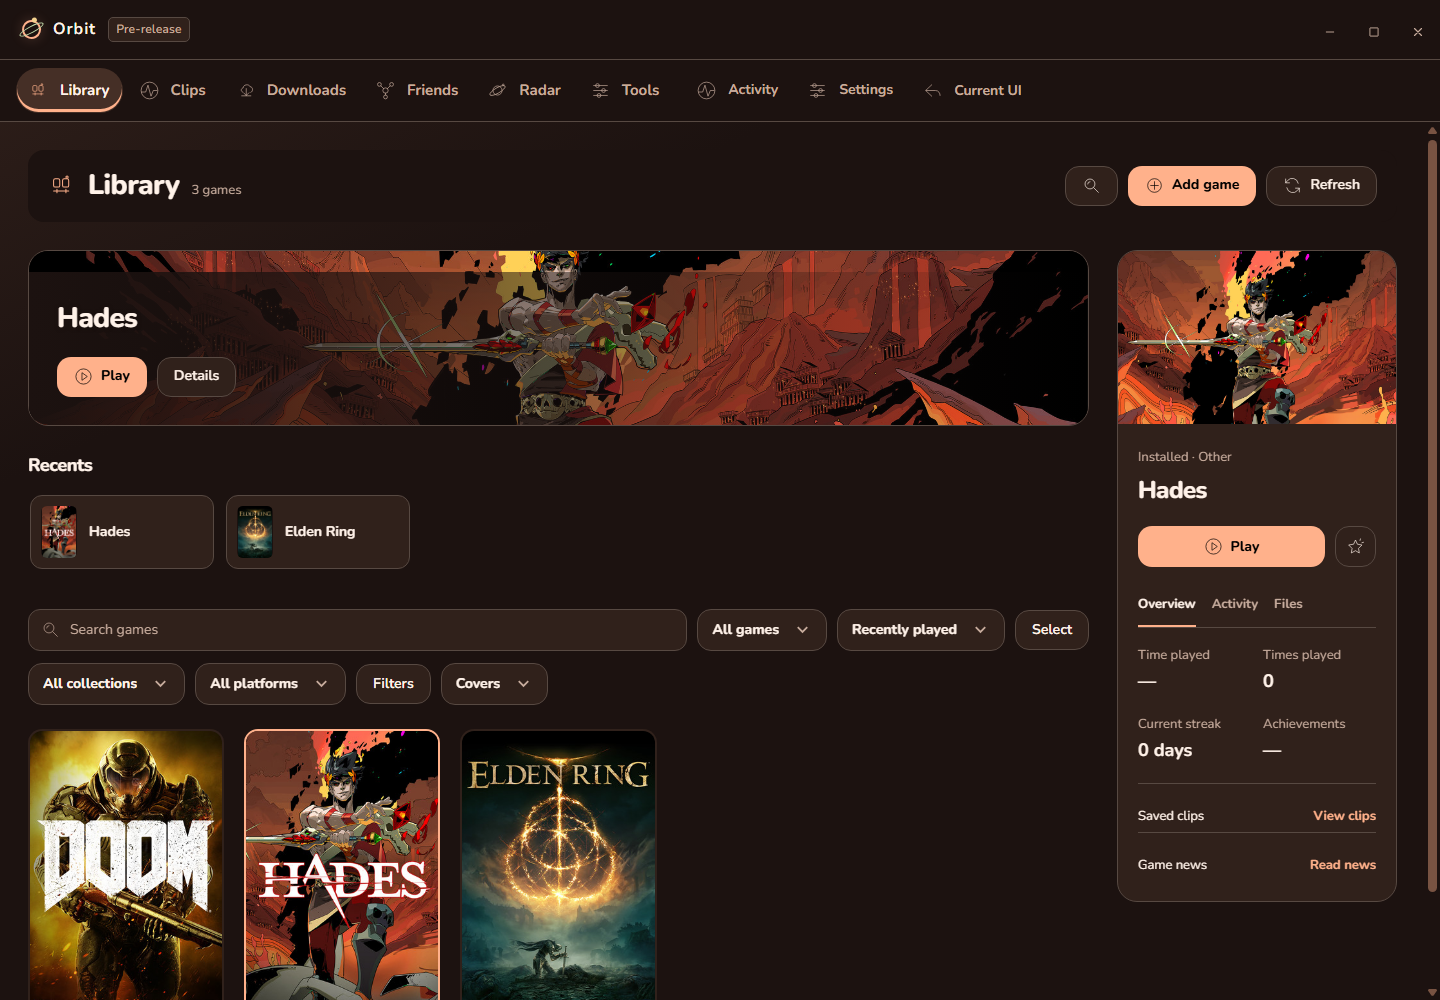 Orbit Pre-release
Library Clips Downloads Friends Radar Tools Activity Settings Current UI
Library 3 games
Add game Refresh
Hades
Play Details
Recents
HADES Hades ELDEN RING Elden Ring
Search games All games Recently played Select
All collections All platforms Filters Covers
DOOM
HADES
ELDEN RING
Installed · Other
Hades
Play
Overview Activity Files
Time played Times played
— 0
Current streak Achievements
0 days —
Saved clips View clips
Game news Read news